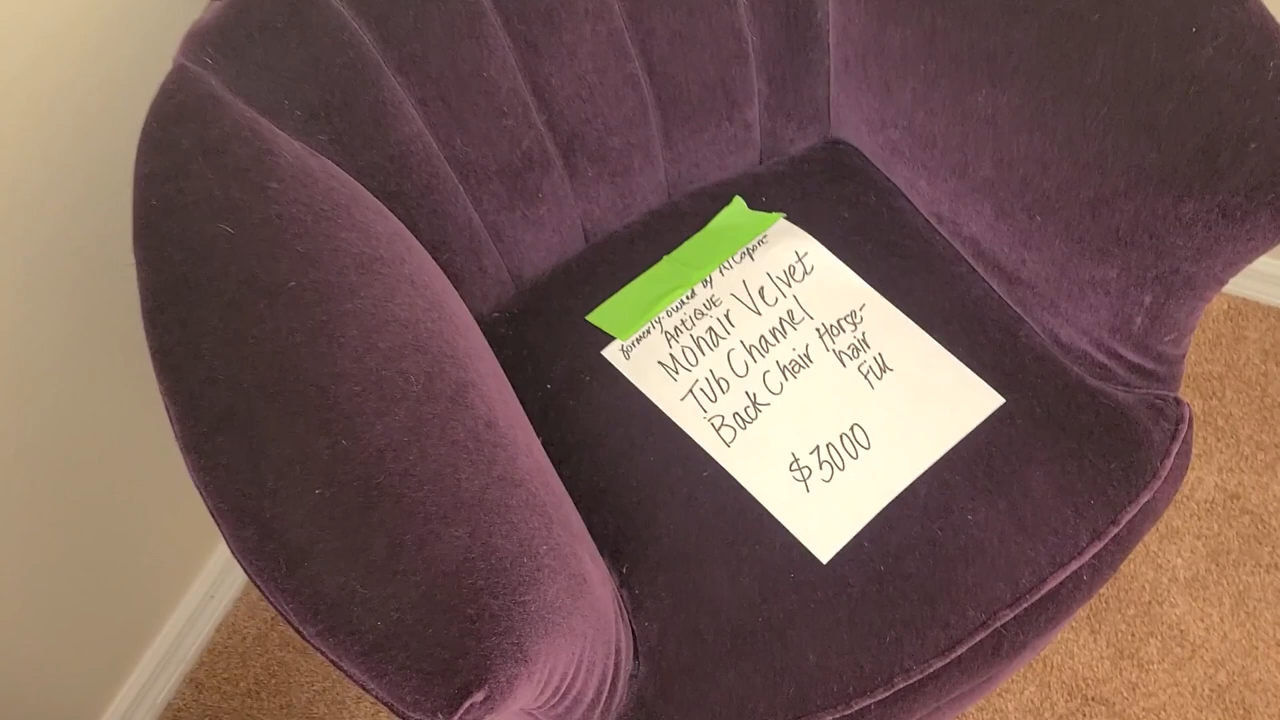 formerly-owned by Al Capone
ANTIQUE
Mohair Velvet
Tub Channel
Back Chair Horse-
hair
Fill
$3000